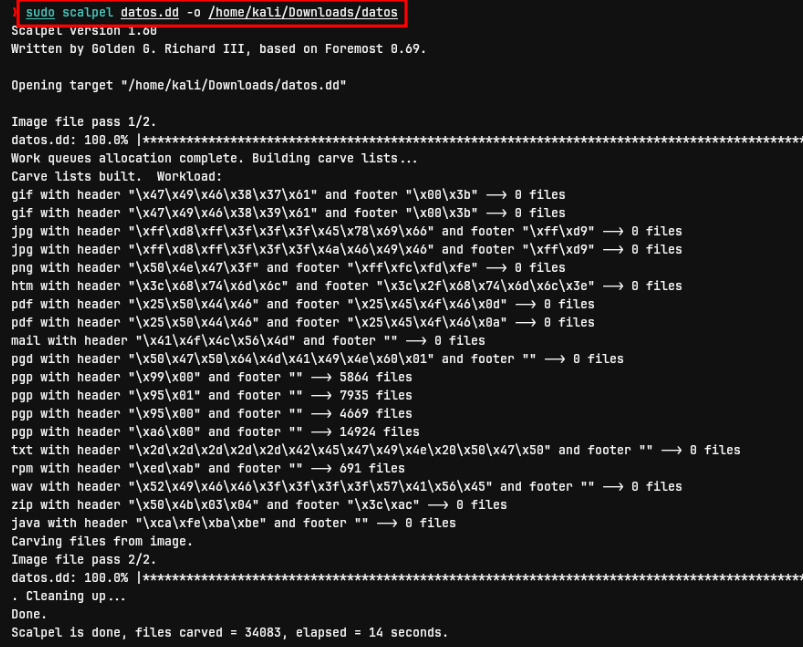 ❯ sudo scalpel datos.dd -o /home/kali/Downloads/datos
Scalpel version 1.60
Written by Golden G. Richard III, based on Foremost 0.69.
Opening target "/home/kali/Downloads/datos.dd"
Image file pass 1/2.
datos.dd: 100.0% |*******************************************************************************************
Work queues allocation complete. Building carve lists...
Carve lists built.  Workload:
gif with header "\x47\x49\x46\x38\x37\x61" and footer "\x00\x3b" ⟶ 0 files
gif with header "\x47\x49\x46\x38\x39\x61" and footer "\x00\x3b" ⟶ 0 files
jpg with header "\xff\xd8\xff\x3f\x3f\x3f\x45\x78\x69\x66" and footer "\xff\xd9" ⟶ 0 files
jpg with header "\xff\xd8\xff\x3f\x3f\x3f\x4a\x46\x49\x46" and footer "\xff\xd9" ⟶ 0 files
png with header "\x50\x4e\x47\x3f" and footer "\xff\xfc\xfd\xfe" ⟶ 0 files
htm with header "\x3c\x68\x74\x6d\x6c" and footer "\x3c\x2f\x68\x74\x6d\x6c\x3e" ⟶ 0 files
pdf with header "\x25\x50\x44\x46" and footer "\x25\x45\x4f\x46\x0d" ⟶ 0 files
pdf with header "\x25\x50\x44\x46" and footer "\x25\x45\x4f\x46\x0a" ⟶ 0 files
mail with header "\x41\x4f\x4c\x56\x4d" and footer "" ⟶ 0 files
pgd with header "\x50\x47\x50\x64\x4d\x41\x49\x4e\x60\x01" and footer "" ⟶ 0 files
pgp with header "\x99\x00" and footer "" ⟶ 5864 files
pgp with header "\x95\x01" and footer "" ⟶ 7935 files
pgp with header "\x95\x00" and footer "" ⟶ 4669 files
pgp with header "\xa6\x00" and footer "" ⟶ 14924 files
txt with header "\x2d\x2d\x2d\x2d\x2d\x42\x45\x47\x49\x4e\x20\x50\x47\x50" and footer "" ⟶ 0 files
rpm with header "\xed\xab" and footer "" ⟶ 691 files
wav with header "\x52\x49\x46\x46\x3f\x3f\x3f\x3f\x57\x41\x56\x45" and footer "" ⟶ 0 files
zip with header "\x50\x4b\x03\x04" and footer "\x3c\xac" ⟶ 0 files
java with header "\xca\xfe\xba\xbe" and footer "" ⟶ 0 files
Carving files from image.
Image file pass 2/2.
datos.dd: 100.0% |*******************************************************************************************
. Cleaning up...
Done.
Scalpel is done, files carved = 34083, elapsed = 14 seconds.